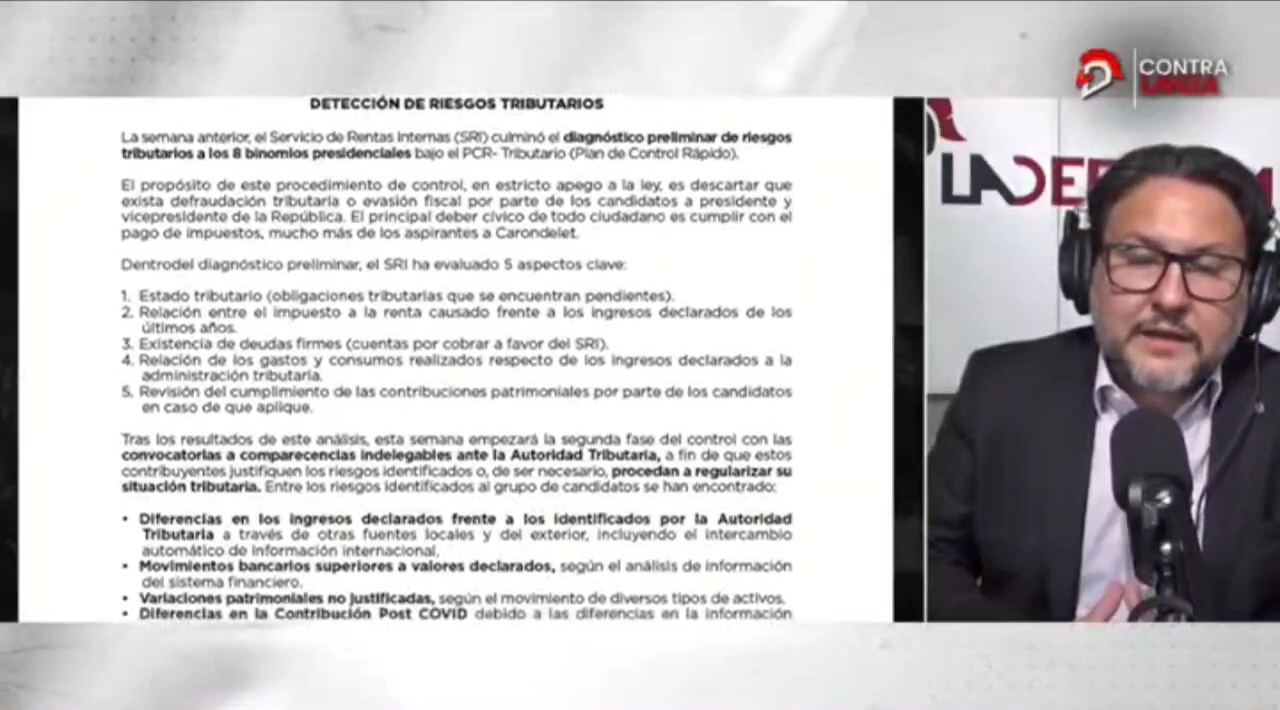 DETECCIÓN DE RIESGOS TRIBUTARIOS
La semana anterior, el Servicio de Rentas Internas (SRI) culminó el diagnóstico preliminar de riesgos
tributarios a los 8 binomios presidenciales bajo el PCR- Tributario (Plan de Control Rápido).
El propósito de este procedimiento de control, en estricto apego a la ley, es descartar que
exista defraudación tributaria o evasión fiscal por parte de los candidatos a presidente y
vicepresidente de la República. El principal deber cívico de todo ciudadano es cumplir con el
pago de impuestos, mucho más de los aspirantes a Carondelet.
Dentrodel diagnóstico preliminar, el SRI ha evaluado 5 aspectos clave:
1. Estado tributario (obligaciones tributarias que se encuentran pendientes).
2. Relación entre el impuesto a la renta causado frente a los ingresos declarados de los
últimos años.
3. Existencia de deudas firmes (cuentas por cobrar a favor del SRI).
4. Relación de los gastos y consumos realizados respecto de los ingresos declarados a la
administración tributaria.
5. Revisión del cumplimiento de las contribuciones patrimoniales por parte de los candidatos
en caso de que aplique.
Tras los resultados de este análisis, esta semana empezará la segunda fase del control con las
convocatorias a comparecencias indelegables ante la Autoridad Tributaria, a fin de que estos
contribuyentes justifiquen los riesgos identificados o, de ser necesario, procedan a regularizar su
situación tributaria. Entre los riesgos identificados al grupo de candidatos se han encontrado:
• Diferencias en los ingresos declarados frente a los identificados por la Autoridad
Tributaria a través de otras fuentes locales y del exterior, incluyendo el intercambio
automático de información internacional.
• Movimientos bancarios superiores a valores declarados, según el análisis de información
del sistema financiero.
• Variaciones patrimoniales no justificadas, según el movimiento de diversos tipos de activos.
• Diferencias en la Contribución Post COVID debido a las diferencias en la información
CONTRA
LA